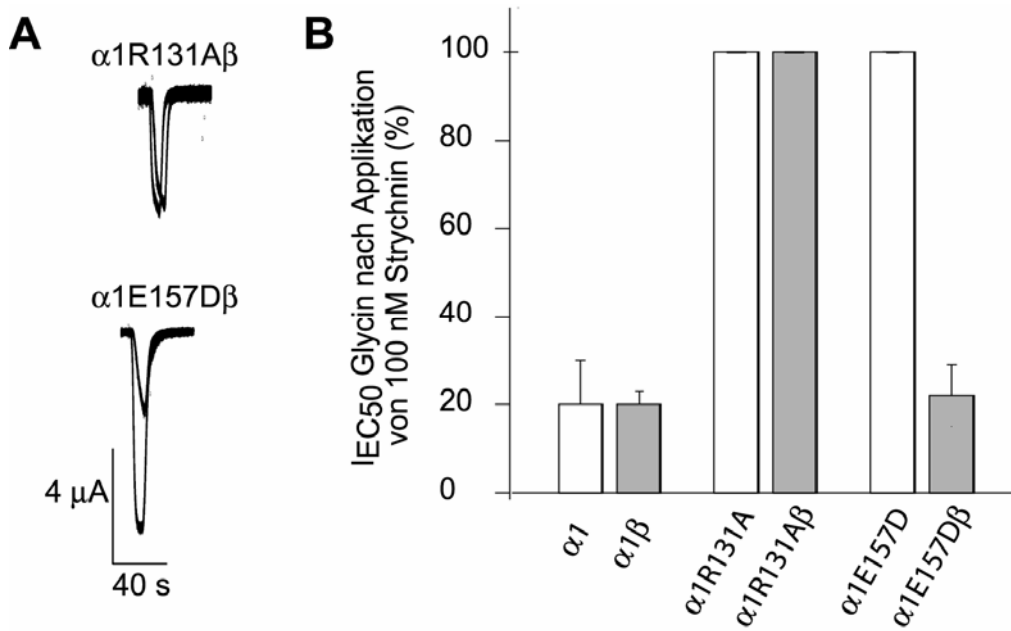 A
α1R131Aβ
α1E157Dβ
4 μA
40 s
B
IEC50 Glycin nach Applikation
von 100 nM Strychnin (%)
100
80
60
40
20
0
α1
α1β
α1R131A
α1R131Aβ
α1E157D
α1E157Dβ